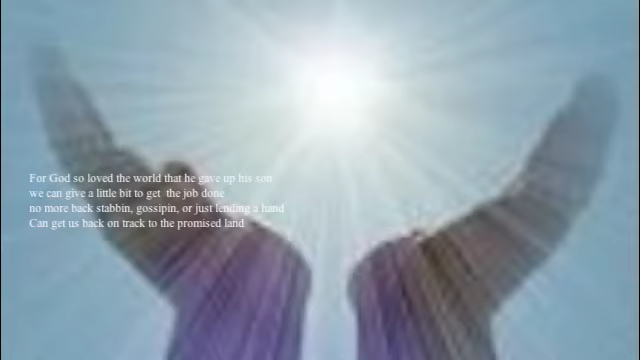 For God so loved the world that he gave up his son
we can give a little bit to get the job done
no more back stabbin, gossipin, or just lending a hand
Can get us back on track to the promised land